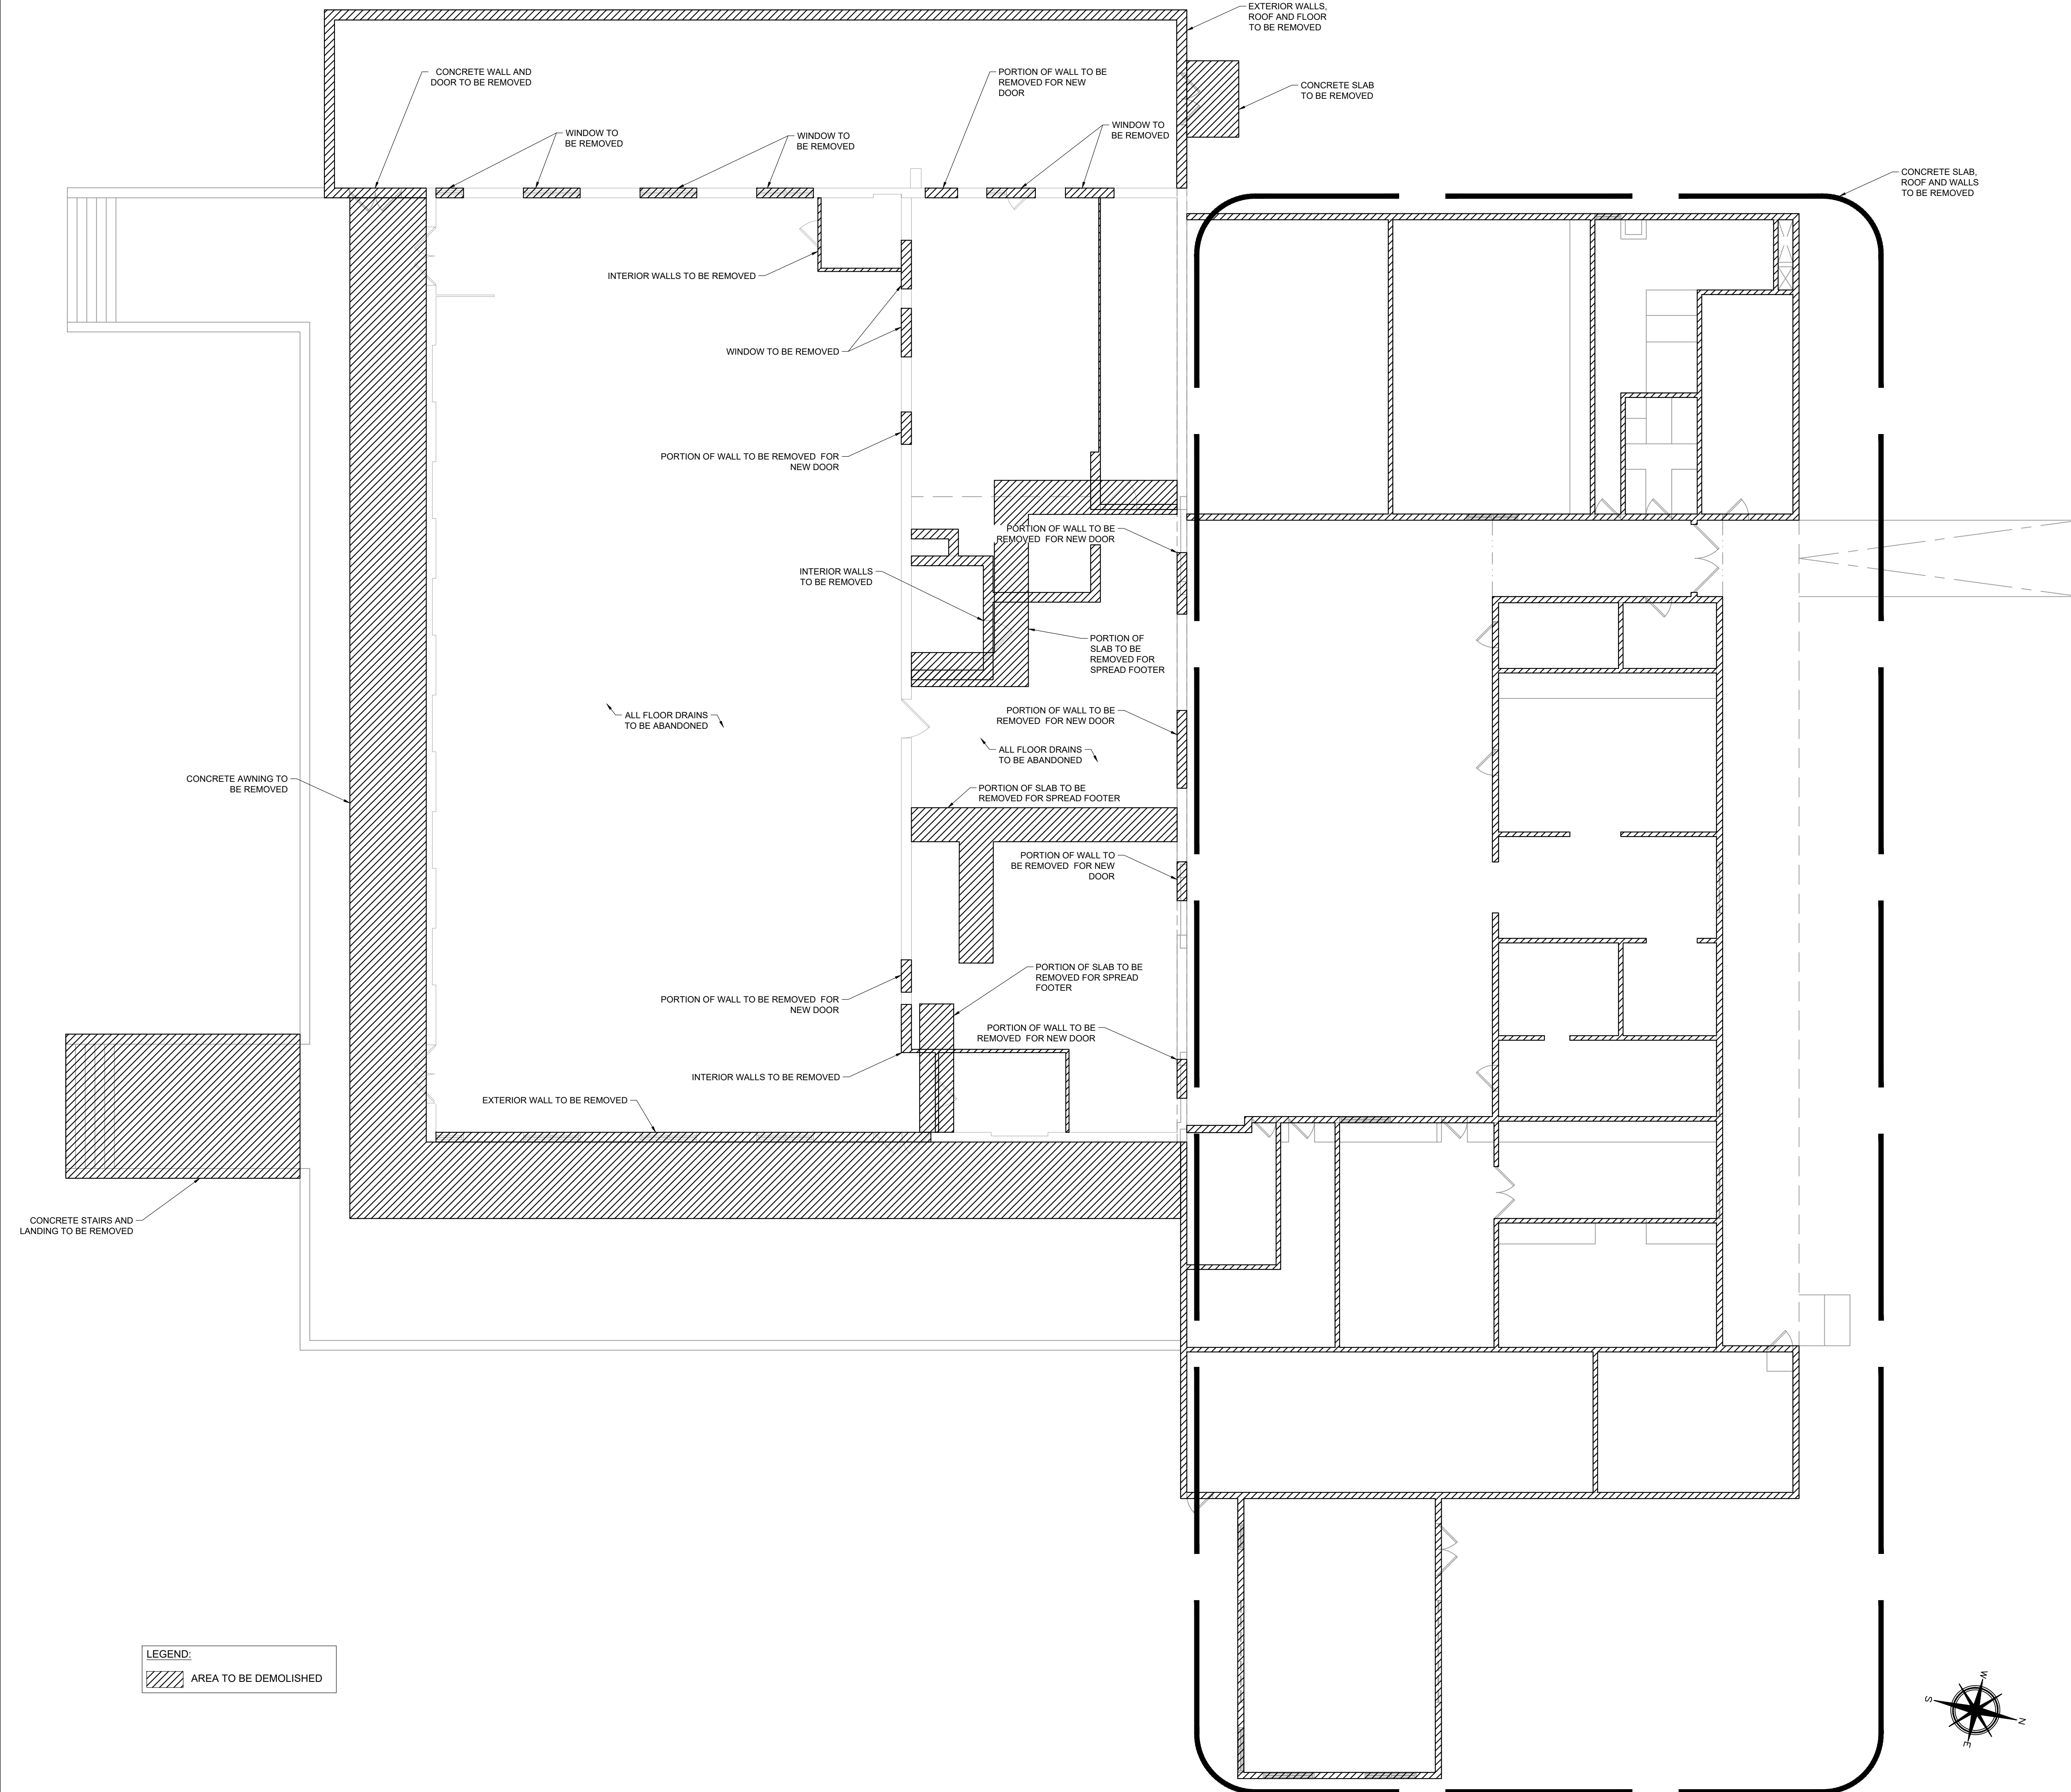 EXTERIOR WALLS,
ROOF AND FLOOR
TO BE REMOVED
CONCRETE WALL AND
DOOR TO BE REMOVED
PORTION OF WALL TO BE
REMOVED FOR NEW
DOOR
CONCRETE SLAB
TO BE REMOVED
WINDOW TO
BE REMOVED
WINDOW TO
BE REMOVED
WINDOW TO
BE REMOVED
CONCRETE SLAB,
ROOF AND WALLS
TO BE REMOVED
INTERIOR WALLS TO BE REMOVED
WINDOW TO BE REMOVED
PORTION OF WALL TO BE REMOVED FOR
NEW DOOR
PORTION OF WALL TO BE
REMOVED FOR NEW DOOR
INTERIOR WALLS
TO BE REMOVED
PORTION OF
SLAB TO BE
REMOVED FOR
SPREAD FOOTER
ALL FLOOR DRAINS
TO BE ABANDONED
PORTION OF WALL TO BE
REMOVED FOR NEW DOOR
ALL FLOOR DRAINS
TO BE ABANDONED
CONCRETE AWNING TO
BE REMOVED
PORTION OF SLAB TO BE
REMOVED FOR SPREAD FOOTER
PORTION OF WALL TO
BE REMOVED FOR NEW
DOOR
PORTION OF SLAB TO BE
REMOVED FOR SPREAD
FOOTER
PORTION OF WALL TO BE REMOVED FOR
NEW DOOR
PORTION OF WALL TO BE
REMOVED FOR NEW DOOR
INTERIOR WALLS TO BE REMOVED
EXTERIOR WALL TO BE REMOVED
CONCRETE STAIRS AND
LANDING TO BE REMOVED
LEGEND:
AREA TO BE DEMOLISHED
W
S
N
E